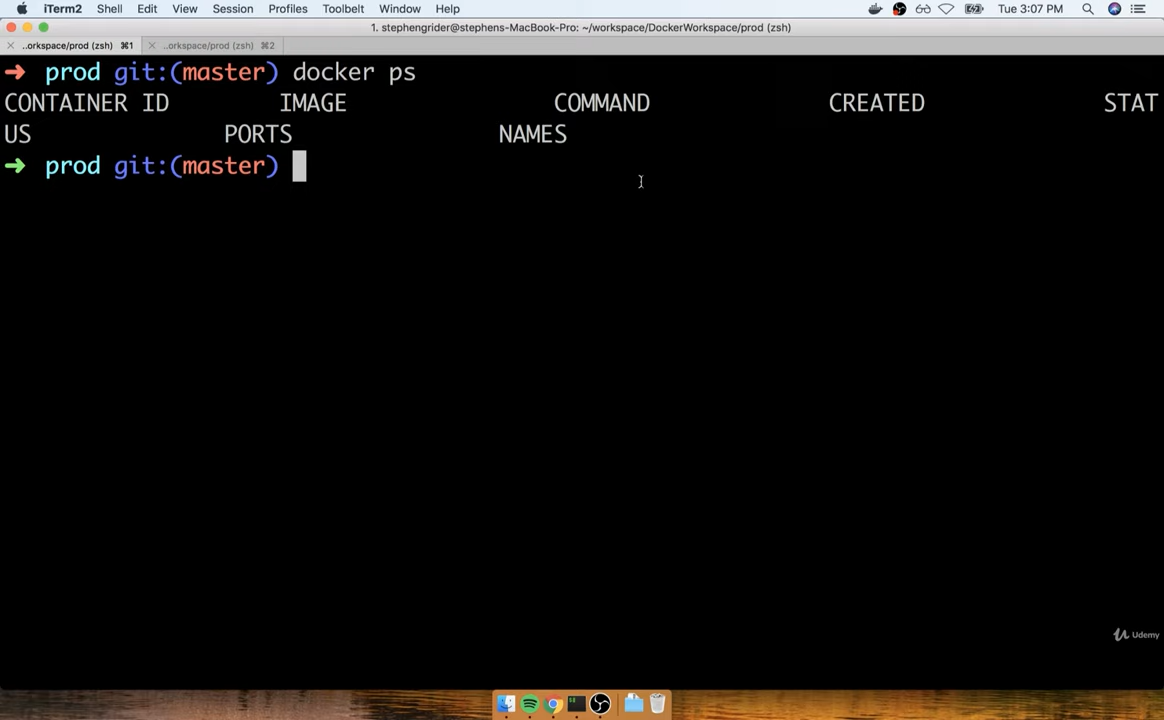 iTerm2 Shell Edit View Session Profiles Toolbelt Window Help Tue 3:07 PM
1. stephengrider@stephens-MacBook-Pro: ~/workspace/DockerWorkspace/prod (zsh)
..orkspace/prod (zsh) ⌘1 ..orkspace/prod (zsh) ⌘2
➜ prod git:(master) docker ps
CONTAINER ID IMAGE COMMAND CREATED STAT
US PORTS NAMES
➜ prod git:(master)
Udemy